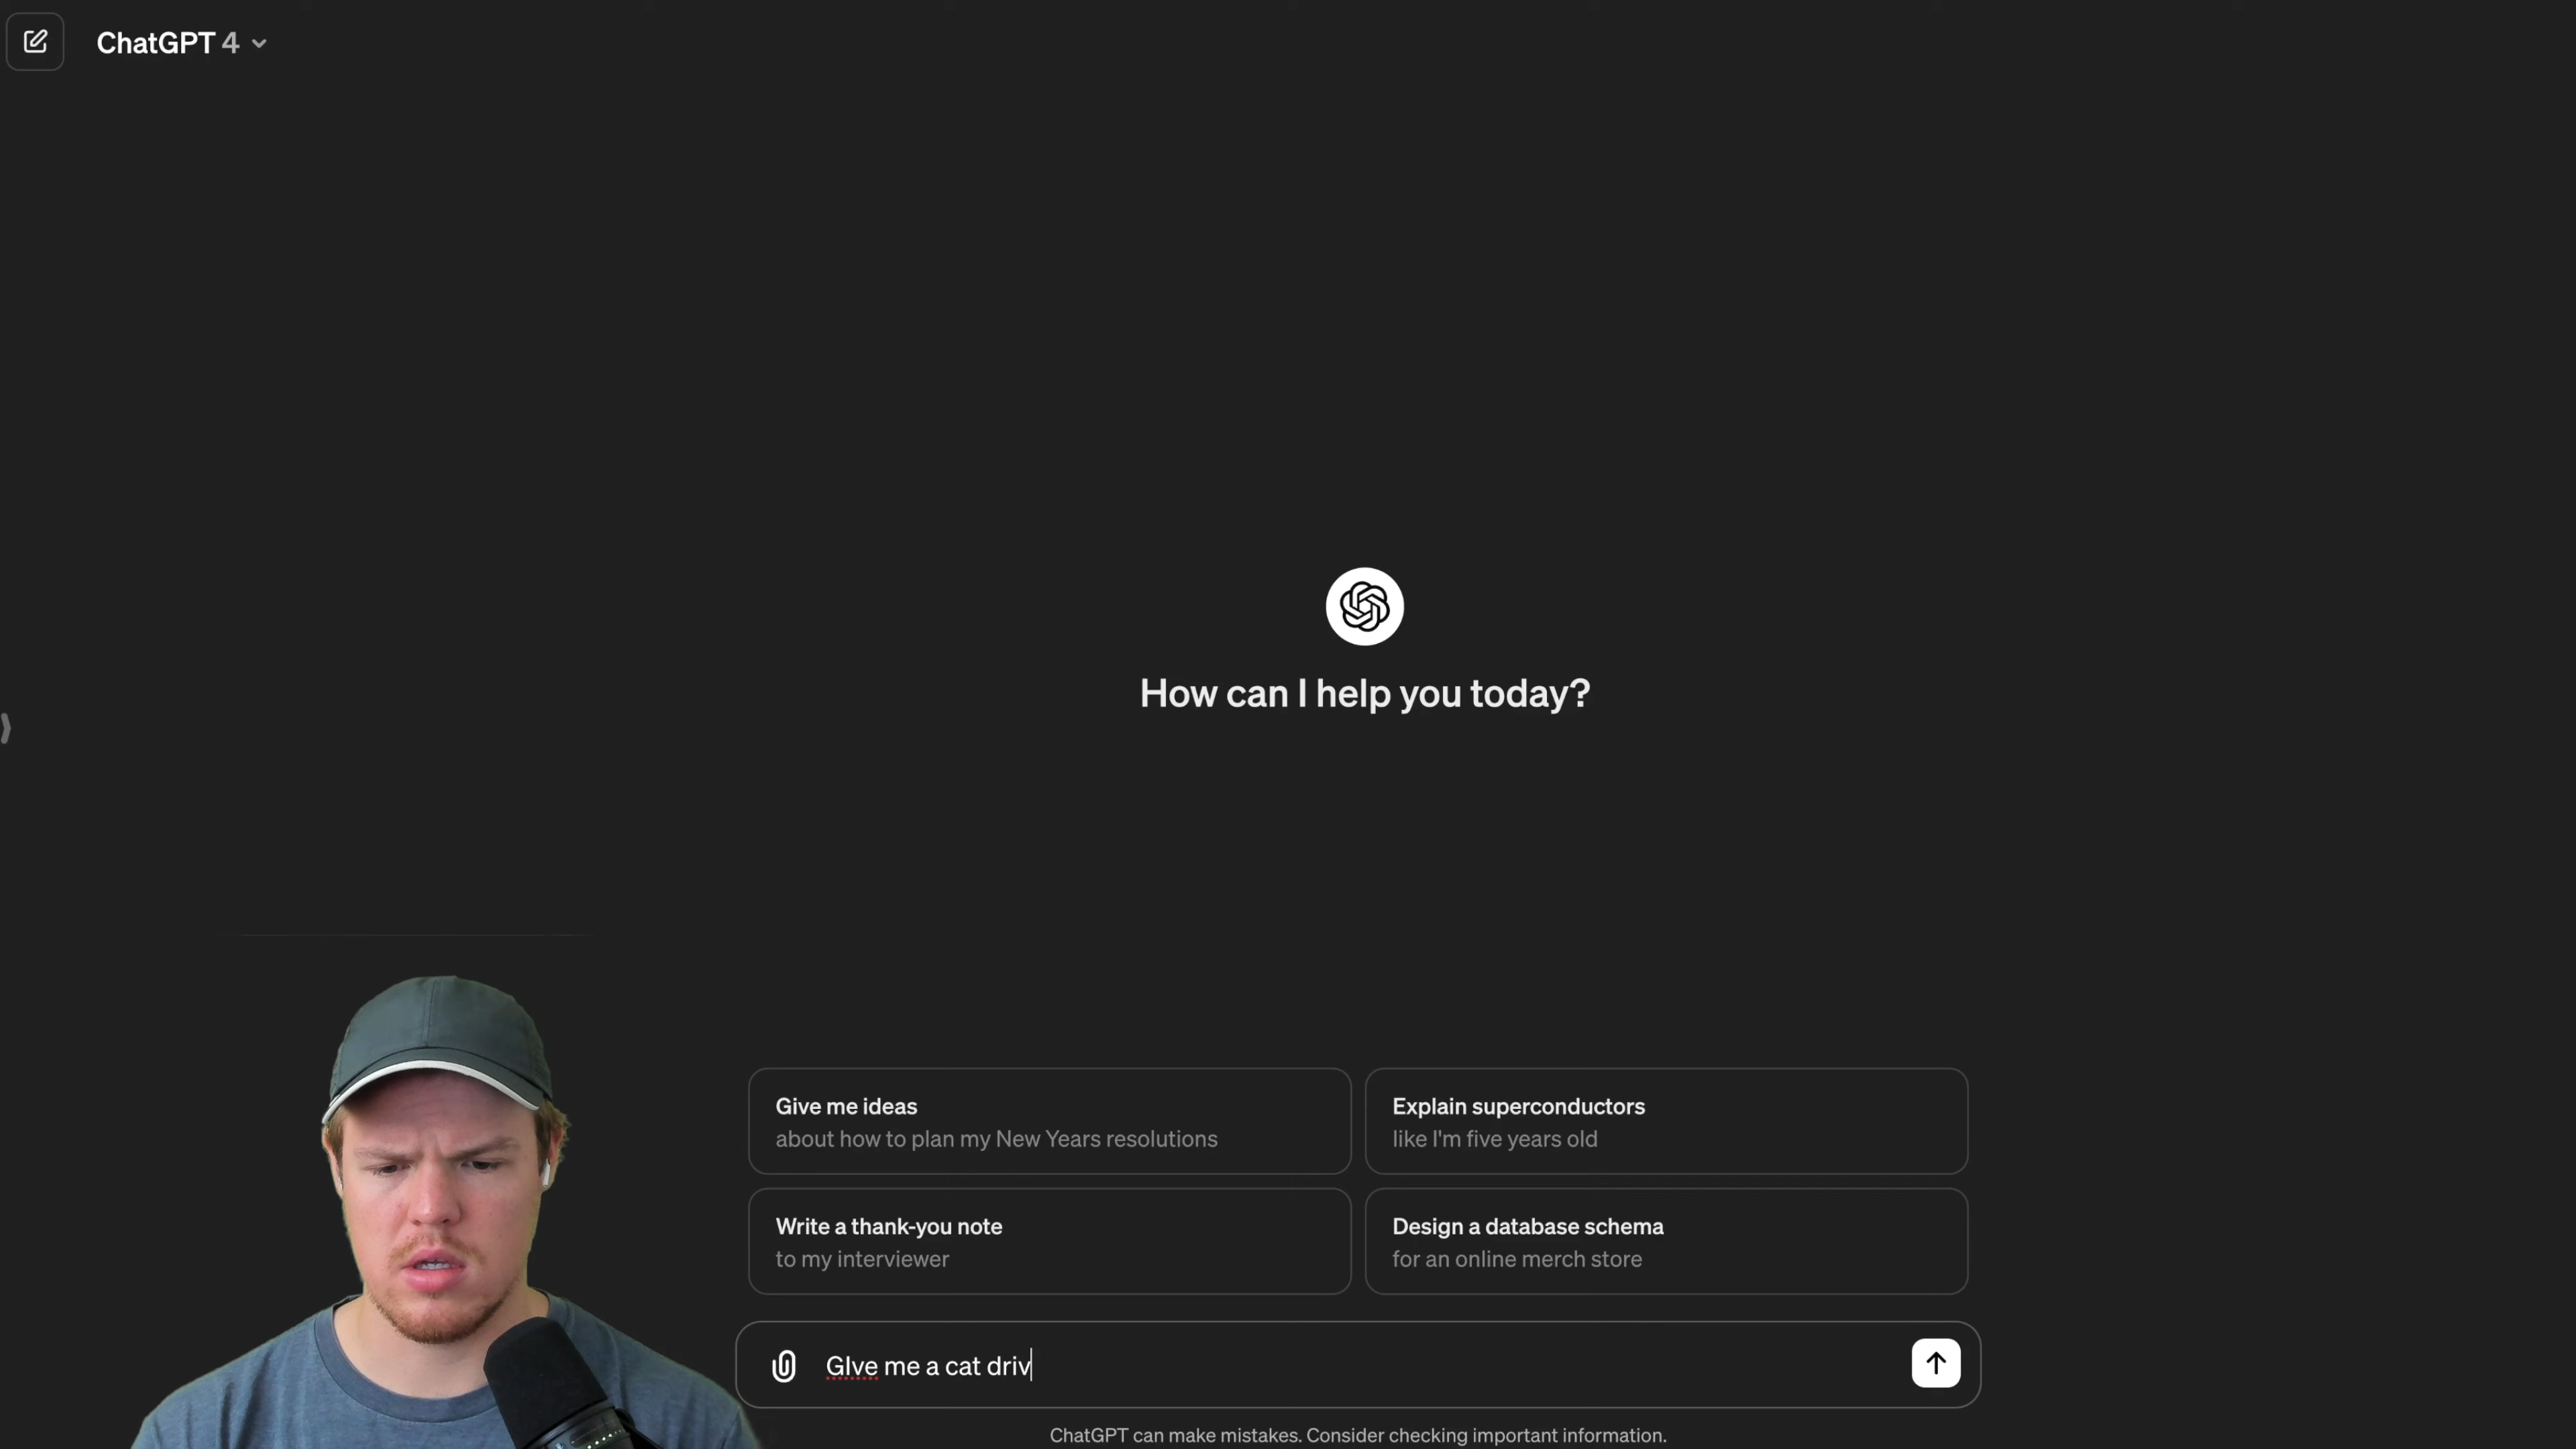 ChatGPT 4
How can I help you today?
Give me ideas
about how to plan my New Years resolutions
Explain superconductors
like I'm five years old
Write a thank-you note
to my interviewer
Design a database schema
for an online merch store
GIve me a cat driv
ChatGPT can make mistakes. Consider checking important information.